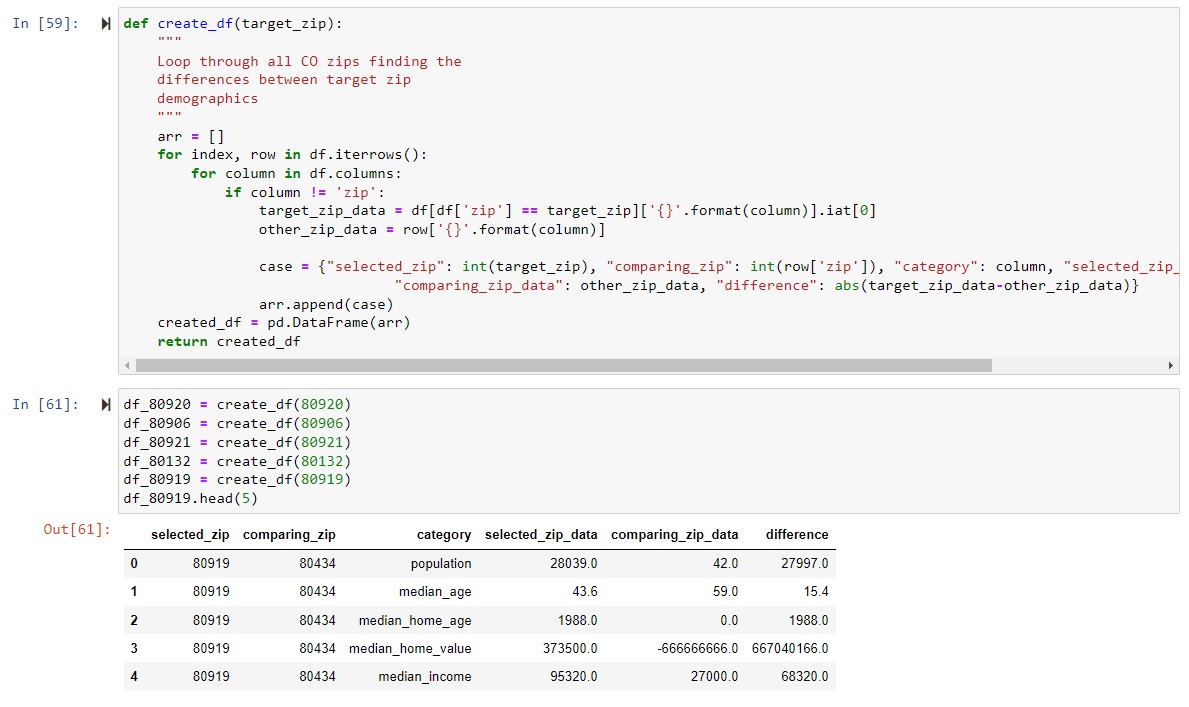 In [59]:
def create_df(target_zip):
"""
Loop through all CO zips finding the
differences between target zip
demographics
"""
arr = []
for index, row in df.iterrows():
for column in df.columns:
if column != 'zip':
target_zip_data = df[df['zip'] == target_zip]['{}'.format(column)].iat[0]
other_zip_data = row['{}'.format(column)]
case = {"selected_zip": int(target_zip), "comparing_zip": int(row['zip']), "category": column, "selected_zip_
"comparing_zip_data": other_zip_data, "difference": abs(target_zip_data-other_zip_data)}
arr.append(case)
created_df = pd.DataFrame(arr)
return created_df
In [61]:
df_80920 = create_df(80920)
df_80906 = create_df(80906)
df_80921 = create_df(80921)
df_80132 = create_df(80132)
df_80919 = create_df(80919)
df_80919.head(5)
Out[61]:
selected_zip comparing_zip category selected_zip_data comparing_zip_data difference
0 80919 80434 population 28039.0 42.0 27997.0
1 80919 80434 median_age 43.6 59.0 15.4
2 80919 80434 median_home_age 1988.0 0.0 1988.0
3 80919 80434 median_home_value 373500.0 -666666666.0 667040166.0
4 80919 80434 median_income 95320.0 27000.0 68320.0